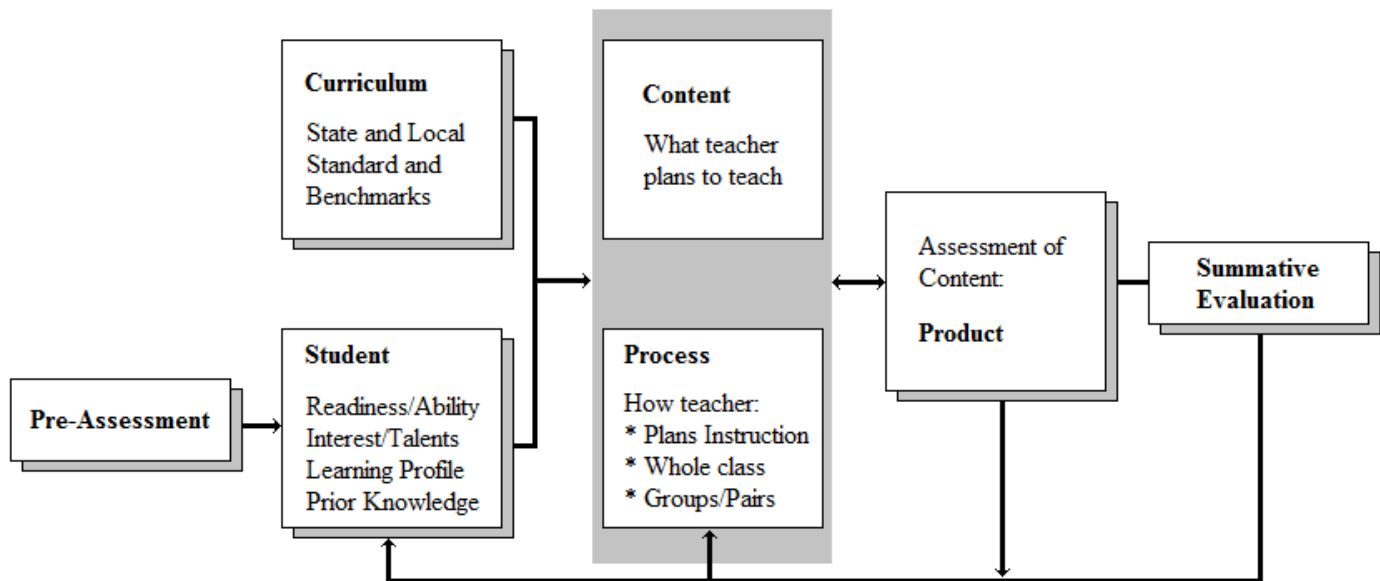 Curriculum
State and Local
Standard and
Benchmarks
Content
What teacher
plans to teach
Assessment of
Content:
Product
Summative
Evaluation
Pre-Assessment
Student
Readiness/Ability
Interest/Talents
Learning Profile
Prior Knowledge
Process
How teacher:
* Plans Instruction
* Whole class
* Groups/Pairs